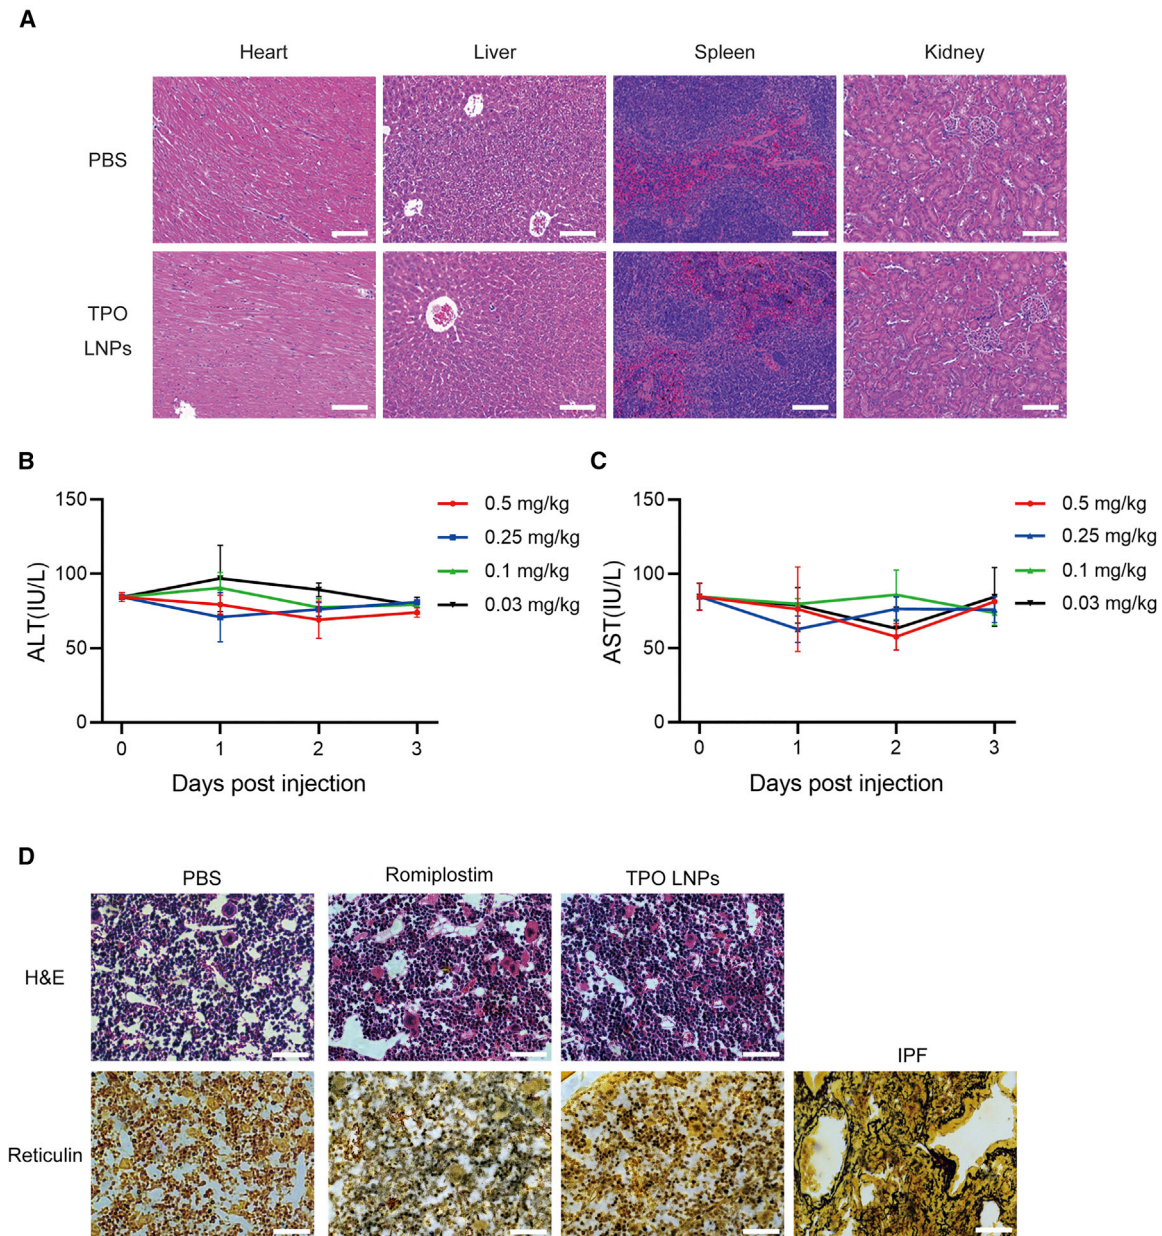 A
Heart Liver Spleen Kidney
PBS
TPO
LNPs
B
150
100
50
0
ALT(IU/L)
0 1 2 3
Days post injection
0.5 mg/kg
0.25 mg/kg
0.1 mg/kg
0.03 mg/kg
C
150
100
50
0
AST(IU/L)
0 1 2 3
Days post injection
0.5 mg/kg
0.25 mg/kg
0.1 mg/kg
0.03 mg/kg
D
PBS Romiplostim TPO LNPs
H&E
IPF
Reticulin